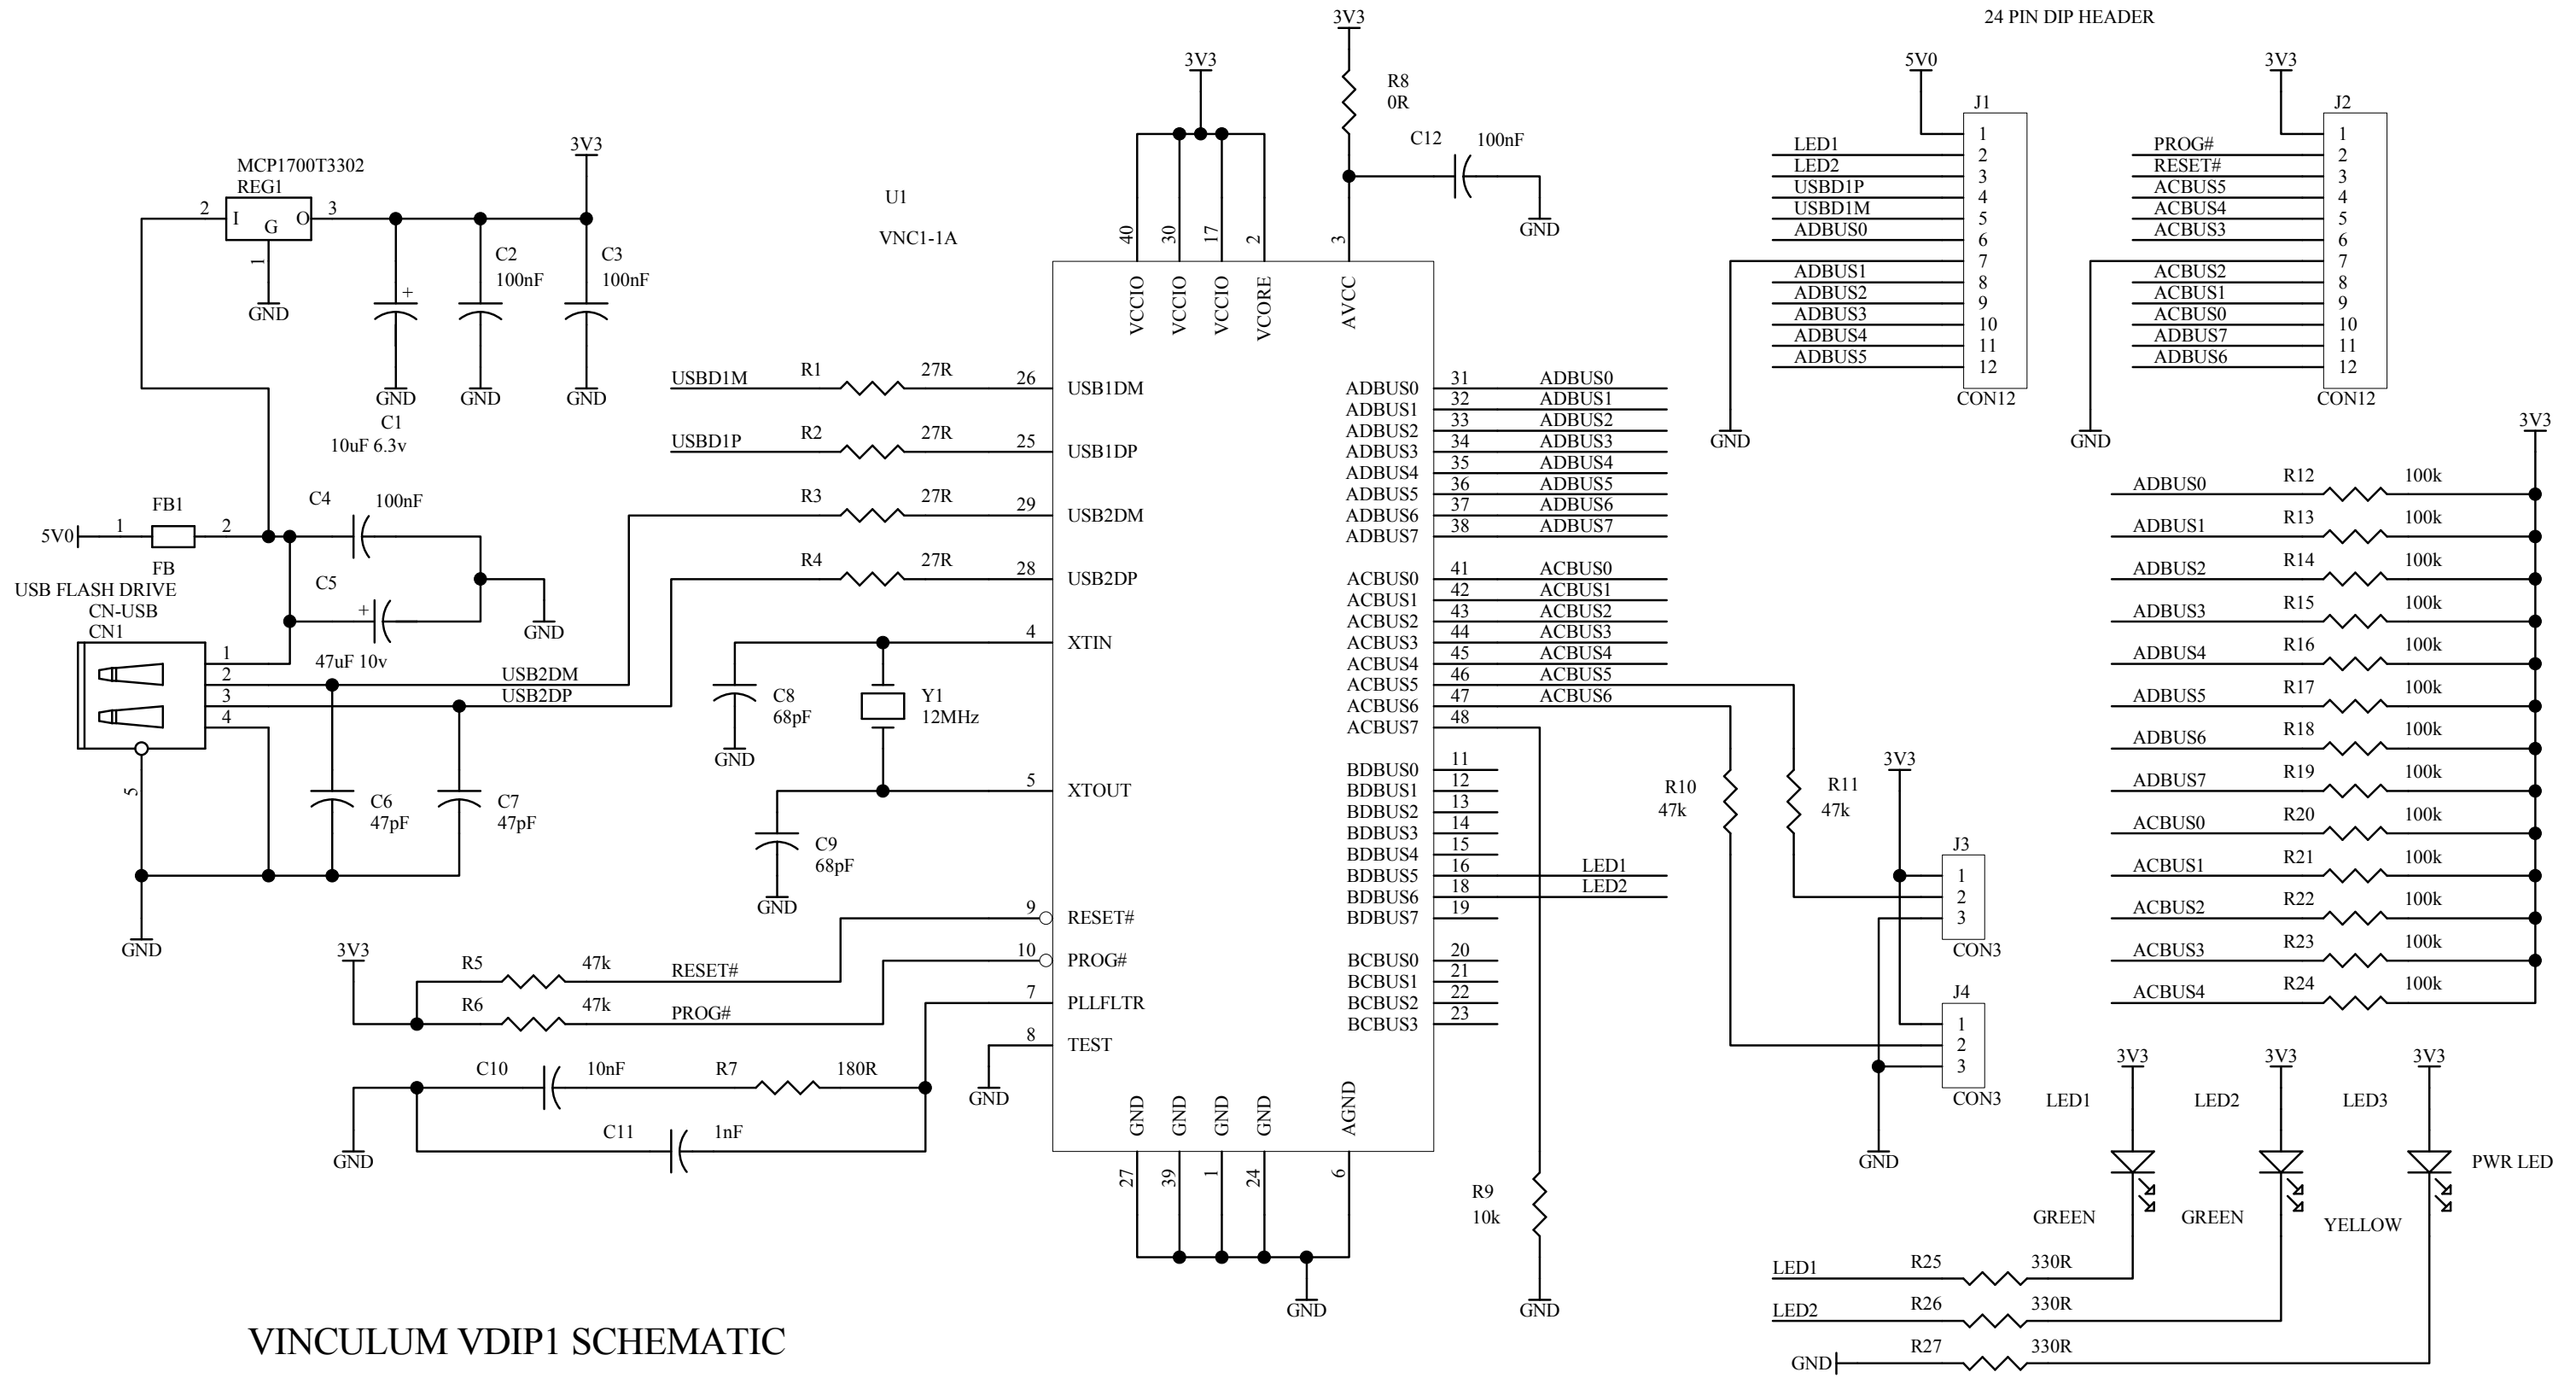 24 PIN DIP HEADER
MCP1700T3302
REG1
2 I G O 3
1
GND
3V3
C2
100nF
C3
100nF
+
GND
GND
GND
C1
10uF 6.3v
5V0
1
FB1
2
FB
C4
100nF
C5
+
47uF 10v
GND
USB FLASH DRIVE
CN-USB
CN1
1
2
3
4
5
USB2DM
USB2DP
C6
47pF
C7
47pF
GND
U1
VNC1-1A
3V3
40
30
17
2
3
VCCIO
VCCIO
VCCIO
VCORE
AVCC
3V3
R8
0R
C12
100nF
GND
USBD1M
R1
27R
26
USB1DM
USBD1P
R2
27R
25
USB1DP
R3
27R
29
USB2DM
R4
27R
28
USB2DP
4
XTIN
C8
68pF
GND
Y1
12MHz
5
XTOUT
C9
68pF
GND
9
RESET#
10
PROG#
7
PLLFLTR
8
TEST
GND
3V3
R5
47k
RESET#
R6
47k
PROG#
C10
10nF
R7
180R
C11
1nF
GND
GND
GND
GND
GND
AGND
27
39
1
24
6
GND
ADBUS0 31 ADBUS0
ADBUS1 32 ADBUS1
ADBUS2 33 ADBUS2
ADBUS3 34 ADBUS3
ADBUS4 35 ADBUS4
ADBUS5 36 ADBUS5
ADBUS6 37 ADBUS6
ADBUS7 38 ADBUS7
ACBUS0 41 ACBUS0
ACBUS1 42 ACBUS1
ACBUS2 43 ACBUS2
ACBUS3 44 ACBUS3
ACBUS4 45 ACBUS4
ACBUS5 46 ACBUS5
ACBUS6 47 ACBUS6
ACBUS7 48
BDBUS0 11
BDBUS1 12
BDBUS2 13
BDBUS3 14
BDBUS4 15
BDBUS5 16 LED1
BDBUS6 18 LED2
BDBUS7 19
BCBUS0 20
BCBUS1 21
BCBUS2 22
BCBUS3 23
R9
10k
GND
R10
47k
R11
47k
3V3
J3
1
2
3
CON3
J4
1
2
3
CON3
GND
5V0
J1
1
LED1 2
LED2 3
USBD1P 4
USBD1M 5
ADBUS0 6
7
ADBUS1 8
ADBUS2 9
ADBUS3 10
ADBUS4 11
ADBUS5 12
CON12
GND
3V3
J2
1
PROG# 2
RESET# 3
ACBUS5 4
ACBUS4 5
ACBUS3 6
7
ACBUS2 8
ACBUS1 9
ACBUS0 10
ADBUS7 11
ADBUS6 12
CON12
GND
3V3
ADBUS0 R12 100k
ADBUS1 R13 100k
ADBUS2 R14 100k
ADBUS3 R15 100k
ADBUS4 R16 100k
ADBUS5 R17 100k
ADBUS6 R18 100k
ADBUS7 R19 100k
ACBUS0 R20 100k
ACBUS1 R21 100k
ACBUS2 R22 100k
ACBUS3 R23 100k
ACBUS4 R24 100k
3V3 3V3 3V3
LED1 LED2 LED3
PWR LED
GREEN GREEN YELLOW
LED1 R25 330R
LED2 R26 330R
GND R27 330R
VINCULUM VDIP1 SCHEMATIC